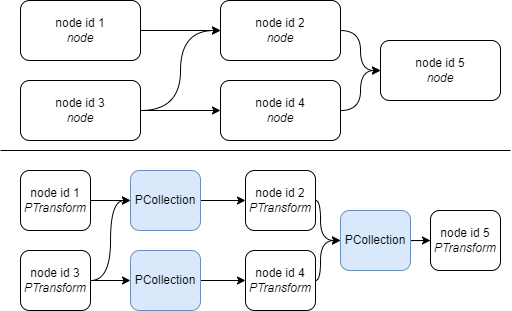 node id 1
node
node id 2
node
node id 5
node
node id 3
node
node id 4
node
node id 1
PTransform
PCollection
node id 2
PTransform
PCollection
node id 5
PTransform
node id 3
PTransform
PCollection
node id 4
PTransform